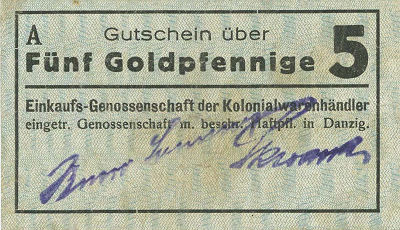 A
Gutschein über
Fünf Goldpfennige
5
Einkaufs-Genossenschaft der Kolonialwarenhändler
eingetr. Genossenschaft m. beschr. Haftpfl. in Danzig.